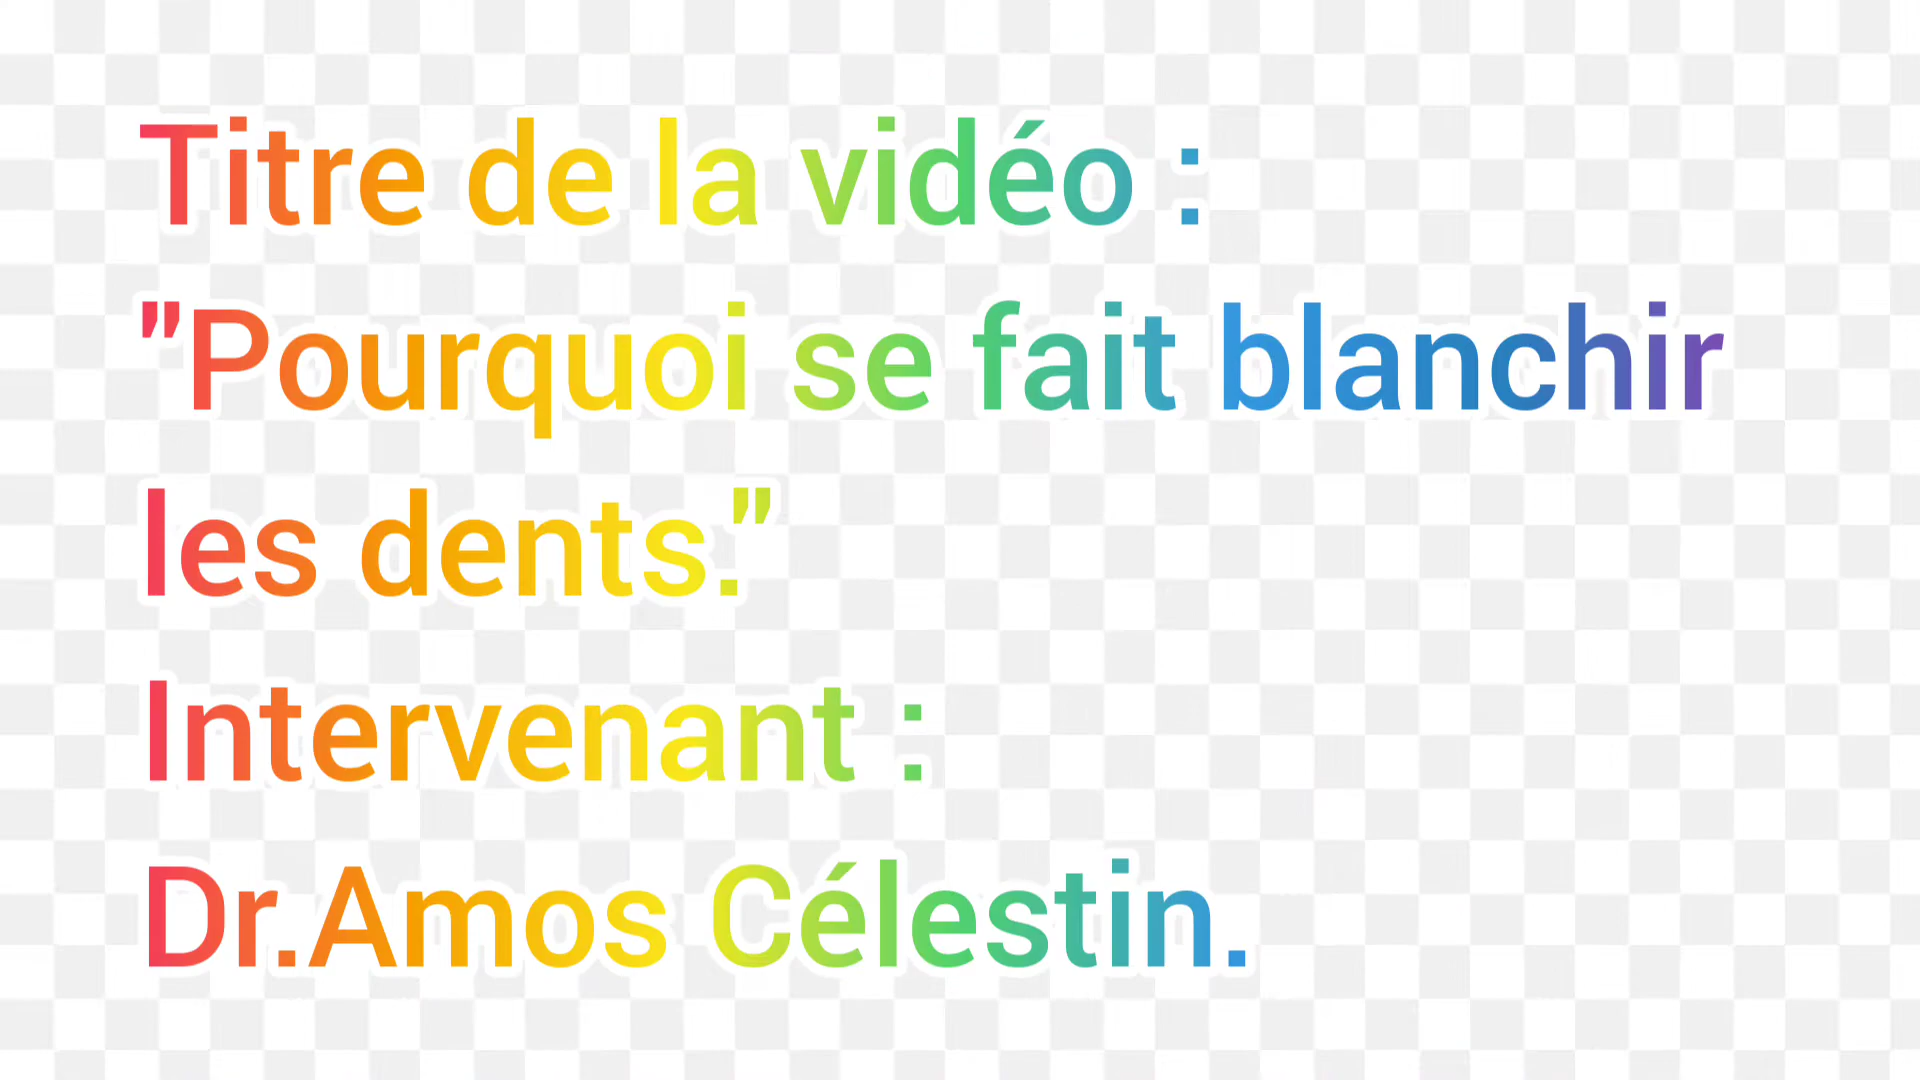 Titre de la vidéo :
"Pourquoi se fait blanchir
les dents."
Intervenant :
Dr.Amos Célestin.